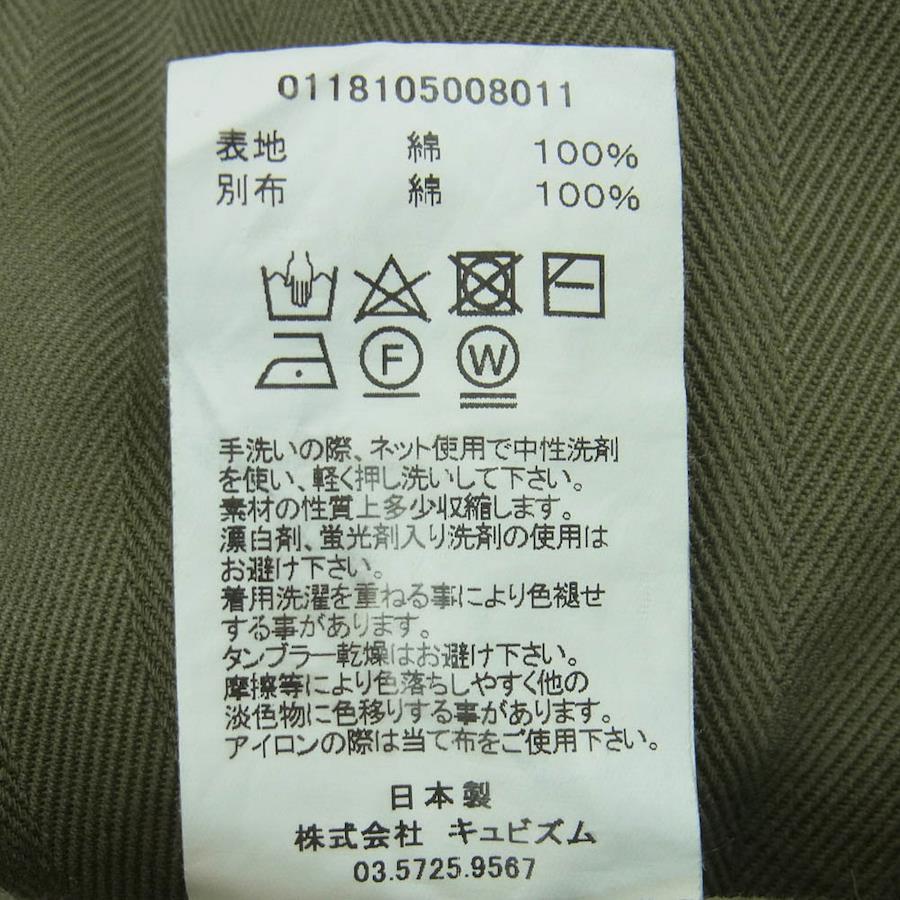 0118105008011
表地 綿 100%
別布 綿 100%
F W
手洗いの際、ネット使用で中性洗剤
を使い、軽く押し洗いして下さい。
素材の性質上多少収縮します。
漂白剤、蛍光剤入り洗剤の使用は
お避け下さい。
着用洗濯を重ねる事により色褪せ
する事があります。
タンブラー乾燥はお避け下さい。
摩擦等により色落ちしやすく他の
淡色物に色移りする事があります。
アイロンの際は当て布をご使用下さい。
日本製
株式会社 キュビズム
03.5725.9567